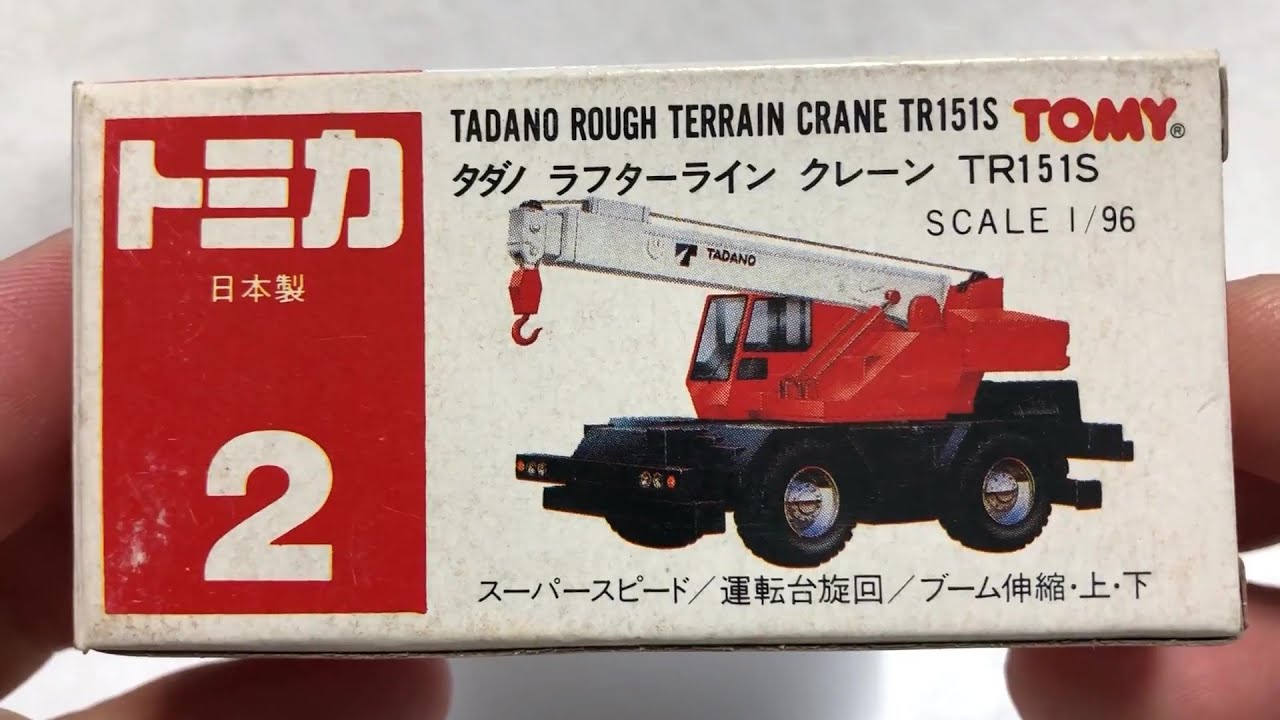 トミカ
日本製
2
TADANO ROUGH TERRAIN CRANE TR151S TOMY®
タダノ ラフターライン クレーン TR151S
SCALE 1/96
TADANO
スーパースピード/運転台旋回/ブーム伸縮・上・下